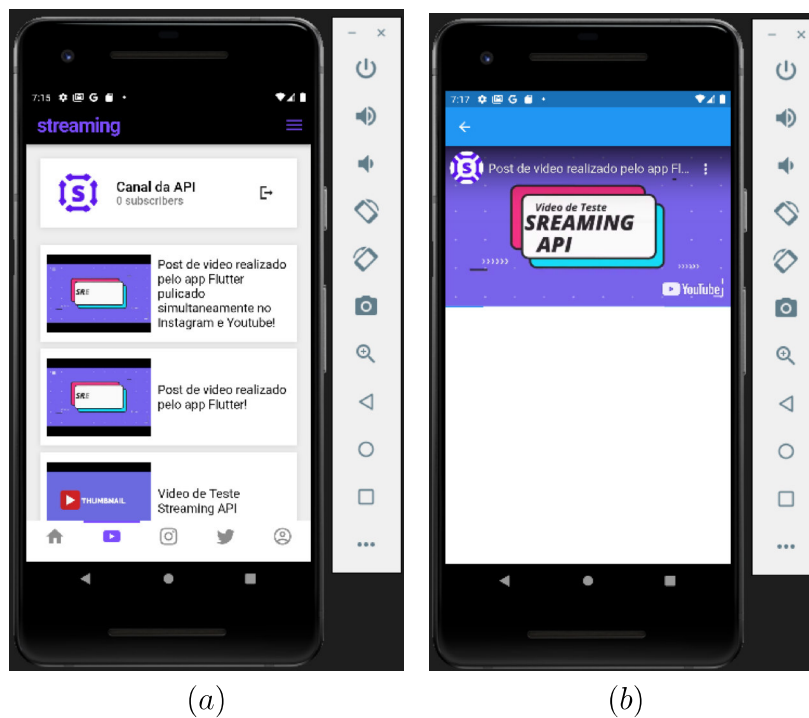 7:15 G
streaming
S
Canal da API
0 subscribers
SRE
Post de video realizado
pelo app Flutter
pulicado
simultaneamente no
Instagram e Youtube!
SRE
Post de video realizado
pelo app Flutter!
THUMBNAIL
Video de Teste
Streaming API
(a)
7:17 G
S
Post de video realizado pelo app Fl...
Video de Teste
SREAMING
API
YouTube
(b)